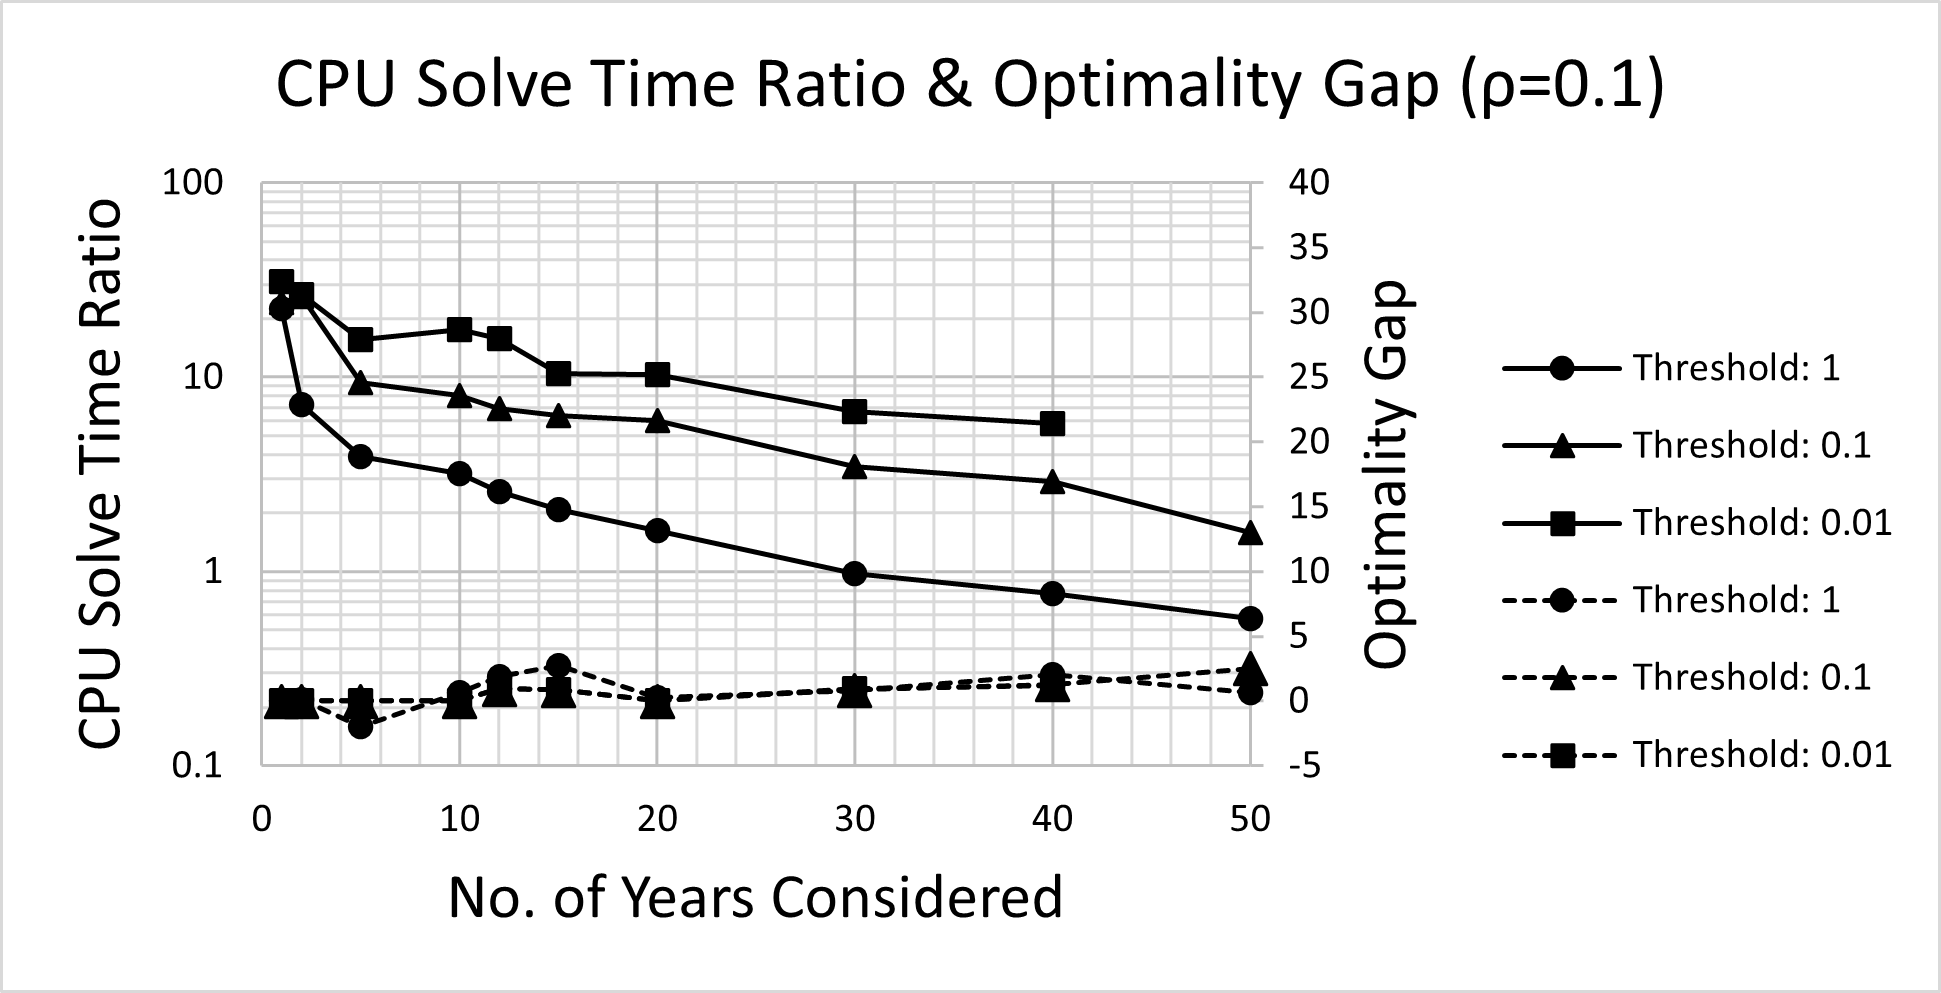 CPU Solve Time Ratio & Optimality Gap (ρ=0.1)
CPU Solve Time Ratio
100
10
1
0.1
40
35
30
25
20
15
10
5
0
-5
Optimality Gap
0 10 20 30 40 50
No. of Years Considered
Threshold: 1
Threshold: 0.1
Threshold: 0.01
Threshold: 1
Threshold: 0.1
Threshold: 0.01